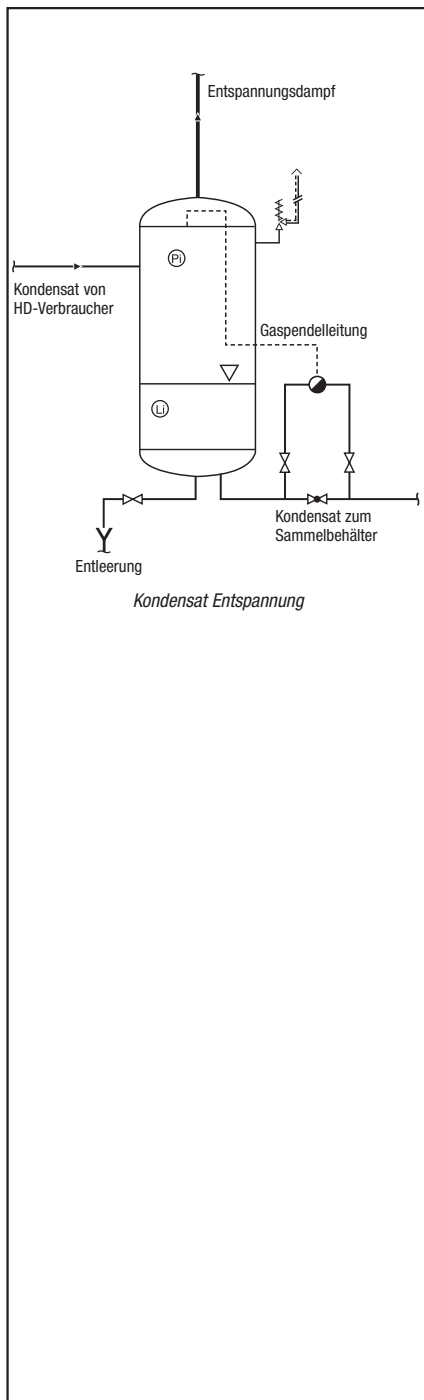 Entspannungsdampf
Pi
Kondensat von
HD-Verbraucher
Gaspendelleitung
Li
Kondensat zum
Sammelbehälter
Entleerung
Kondensat Entspannung